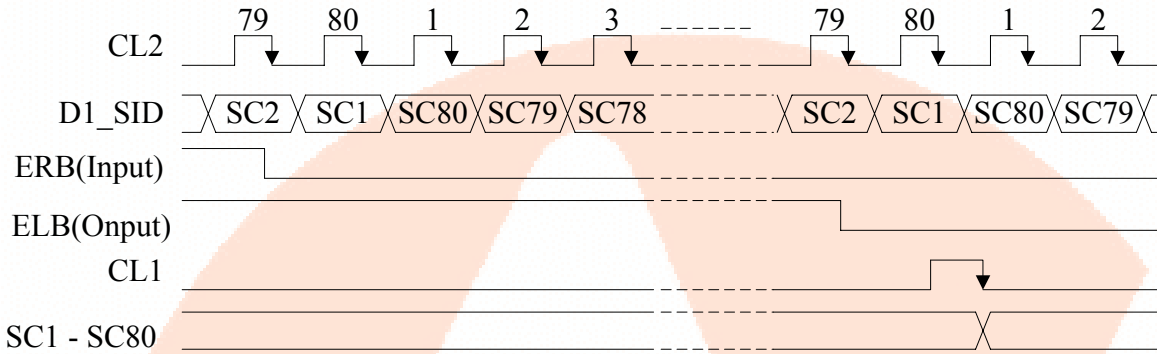 79 80 1 2 3 79 80 1 2
CL2
D1_SID SC2 SC1 SC80 SC79 SC78 SC2 SC1 SC80 SC79
ERB(Input)
ELB(Onput)
CL1
SC1 - SC80